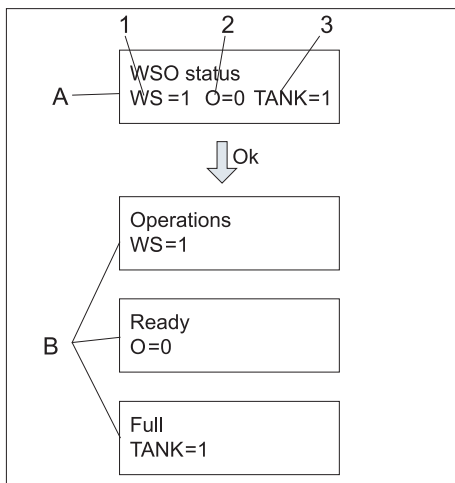 1 2 3
WSO status
A
WS=1 O=0 TANK=1
Ok
Operations
WS=1
Ready
B
O=0
Full
TANK=1